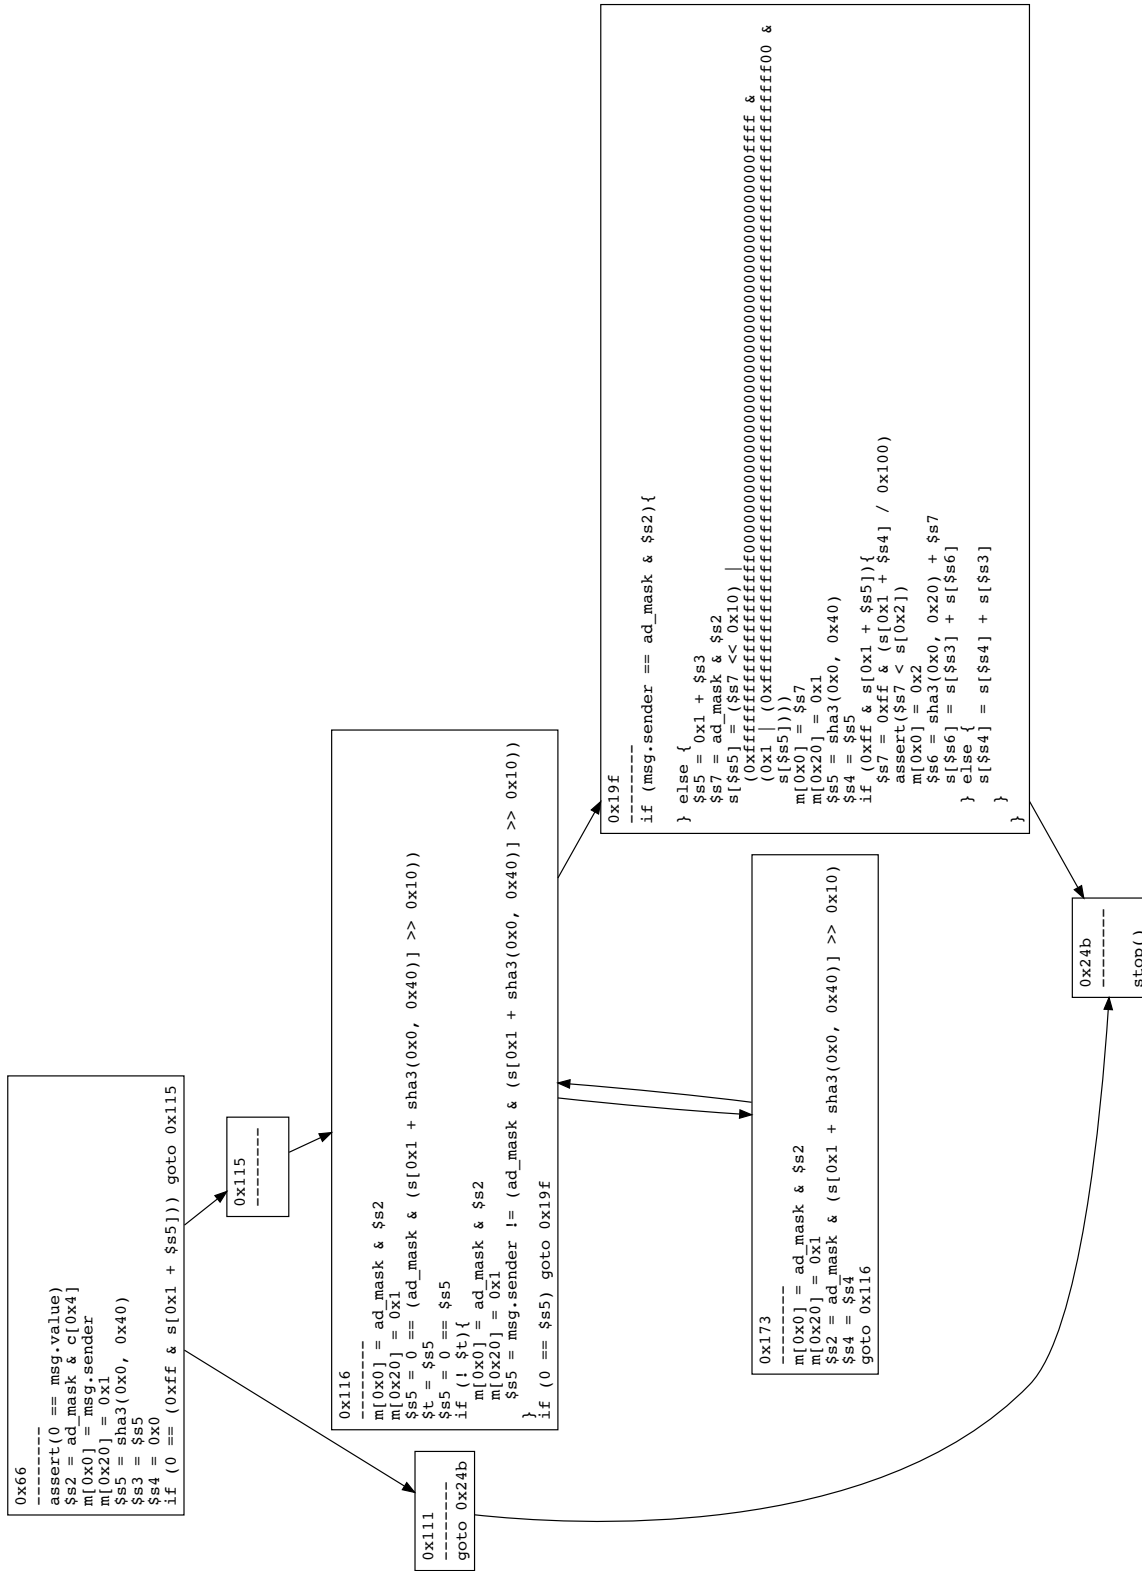 0x66
---------
assert(0 == msg.value)
$s2 = ad_mask & c[0x4]
m[0x0] = msg.sender
m[0x20] = 0x1
$s5 = sha3(0x0, 0x40)
$s3 = $s5
$s4 = 0x0
if (0 == (0xff & s[0x1 + $s5])) goto 0x115
0x115
---------
0x111
---------
goto 0x24b
0x116
---------
m[0x0] = ad_mask & $s2
m[0x20] = 0x1
$s5 = 0 == (ad_mask & (s[0x1 + sha3(0x0, 0x40)] >> 0x10))
$t = $s5
$s5 = 0 == $s5
if (! $t){
m[0x0] = ad_mask & $s2
m[0x20] = 0x1
$s5 = msg.sender != (ad_mask & (s[0x1 + sha3(0x0, 0x40)] >> 0x10))
}
if (0 == $s5) goto 0x19f
0x173
---------
m[0x0] = ad_mask & $s2
m[0x20] = 0x1
$s2 = ad_mask & (s[0x1 + sha3(0x0, 0x40)] >> 0x10)
$s4 = $s4
goto 0x116
0x19f
---------
if (msg.sender == ad_mask & $s2){
} else {
$s5 = 0x1 + $s3
$s7 = ad_mask & $s2
s[$s5] = ($s7 << 0x10) |
(0xffffffffffffffffffff0000000000000000000000000000000000000000ffff &
(0x1 | (0xffffffffffffffffffffffffffffffffffffffffffffffffffffffffffffff00 &
s[$s5])))
m[0x0] = $s7
m[0x20] = 0x1
$s5 = sha3(0x0, 0x40)
$s4 = $s5
if (0xff & s[0x1 + $s5]){
$s7 = 0xff & (s[0x1 + $s4] / 0x100)
assert($s7 < s[0x2])
m[0x0] = 0x2
$s6 = sha3(0x0, 0x20) + $s7
s[$s6] = s[$s3] + s[$s6]
} else {
s[$s4] = s[$s4] + s[$s3]
}
}
0x24b
---------
stop()